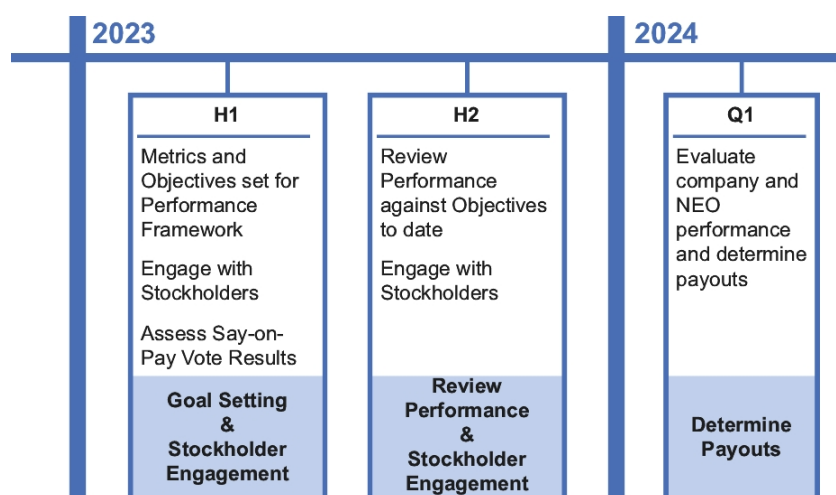 2023
2024
H1
Metrics and
Objectives set for
Performance
Framework
Engage with
Stockholders
Assess Say-on-
Pay Vote Results
Goal Setting
&
Stockholder
Engagement
H2
Review
Performance
against Objectives
to date
Engage with
Stockholders
Review
Performance
&
Stockholder
Engagement
Q1
Evaluate
company and
NEO
performance
and determine
payouts
Determine
Payouts